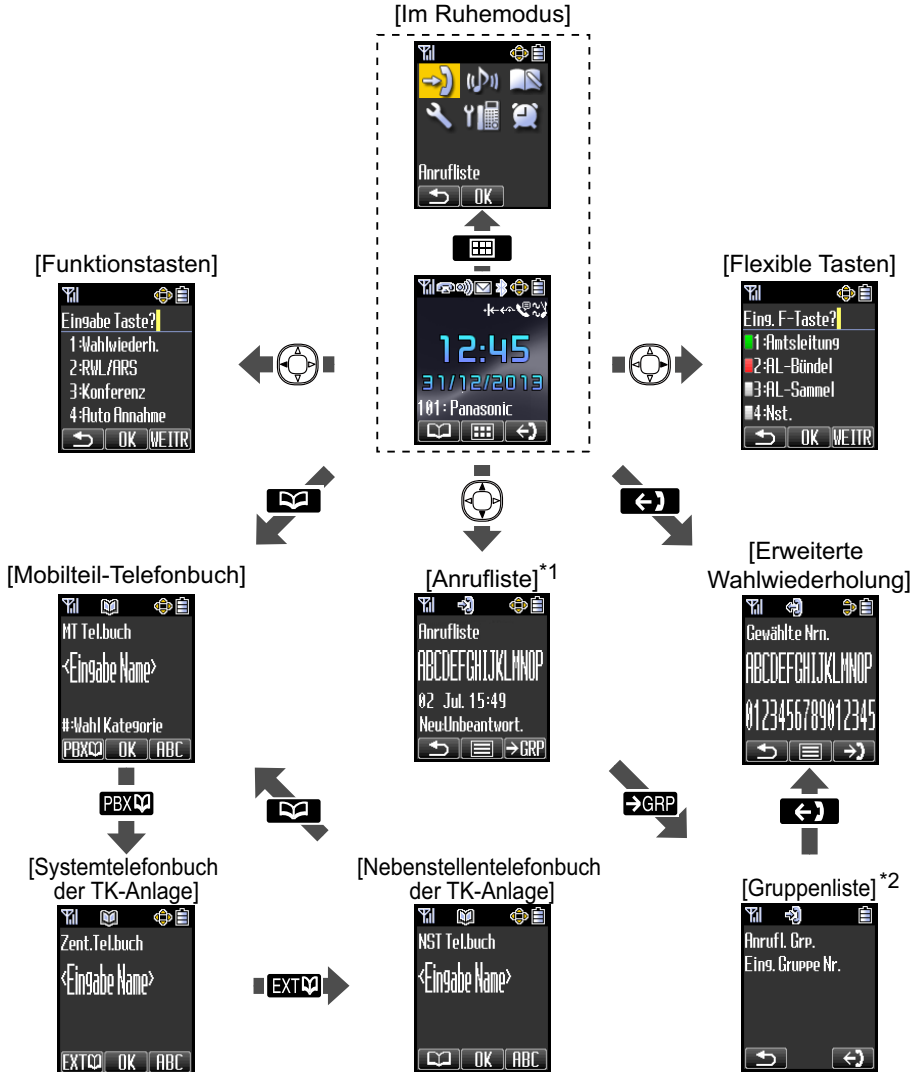 [Im Ruhemodus]
Anrufliste
OK
[Funktionstasten]
Eingabe Taste?
1:Wahlwiederh.
2:RWL/ARS
3:Konferenz
4:Auto Annahme
OK WEITR
12:45
31/12/2013
101: Panasonic
[Flexible Tasten]
Eing. F-Taste?
1:Amtsleitung
2:AL-Bündel
3:AL-Sammel
4:Nst.
OK WEITR
[Mobilteil-Telefonbuch]
MT Tel.buch
<Eingabe Name>
#:Wahl Kategorie
PBX OK ABC
[Anrufliste]*1
Anrufliste
ABCDEFGHIJKLMNOP
02 Jul. 15:49
Neu:Unbeantwort.
→GRP
[Erweiterte
Wahlwiederholung]
Gewählte Nrn.
ABCDEFGHIJKLMNOP
0123456789012345
PBX
→GRP
[Systemtelefonbuch
der TK-Anlage]
Zent.Tel.buch
<Eingabe Name>
EXT OK ABC
EXT
[Nebenstellentelefonbuch
der TK-Anlage]
NST Tel.buch
<Eingabe Name>
OK ABC
[Gruppenliste]*2
Anrufl. Grp.
Eing. Gruppe Nr.